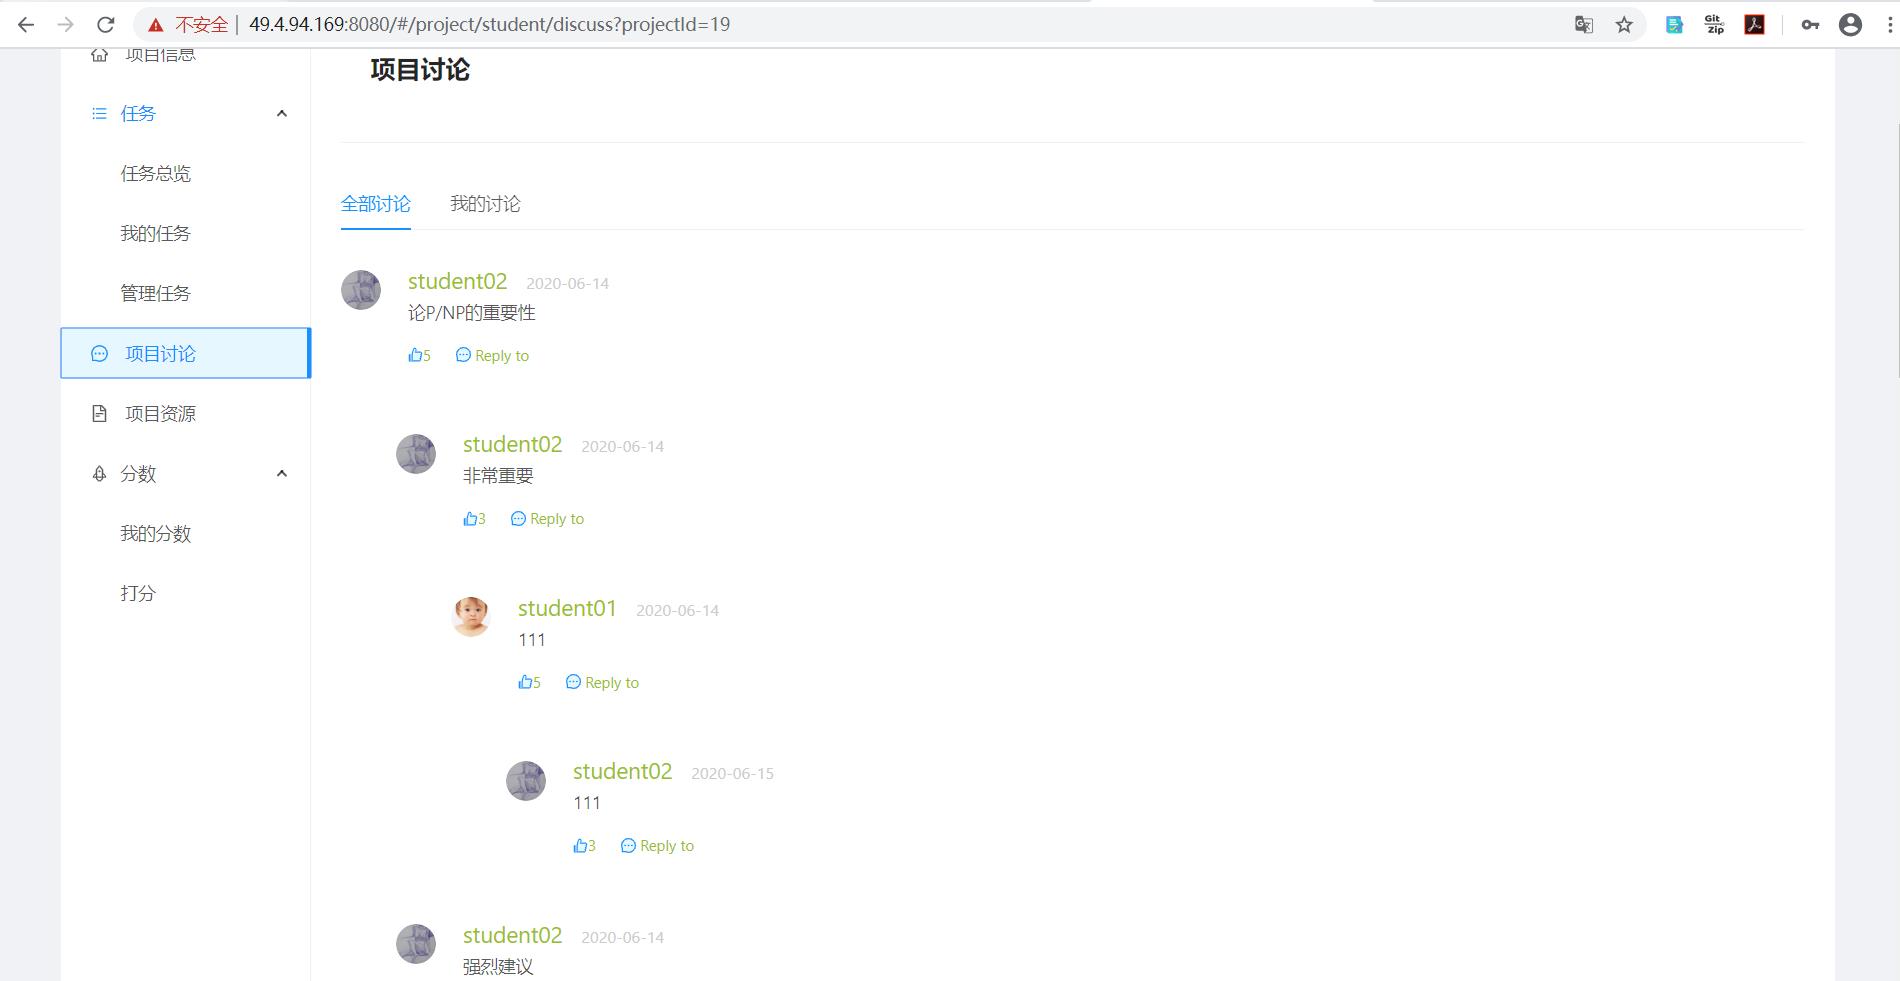 不安全 | 49.4.94.169:8080/#/project/student/discuss?projectId=19
Git
Zip
项目信息
任务
任务总览
我的任务
管理任务
项目讨论
项目资源
分数
我的分数
打分
项目讨论
全部讨论 我的讨论
student02 2020-06-14
论P/NP的重要性
5 Reply to
student02 2020-06-14
非常重要
3 Reply to
student01 2020-06-14
111
5 Reply to
student02 2020-06-15
111
3 Reply to
student02 2020-06-14
强烈建议